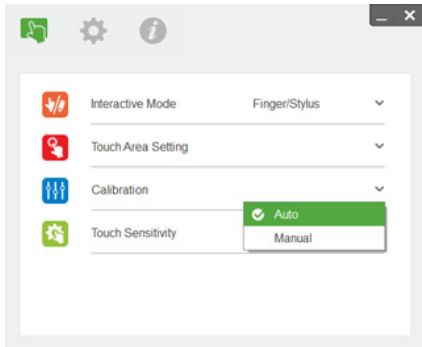 Interactive Mode Finger/Stylus
Touch Area Setting
Calibration
Auto
Touch Sensitivity
Manual